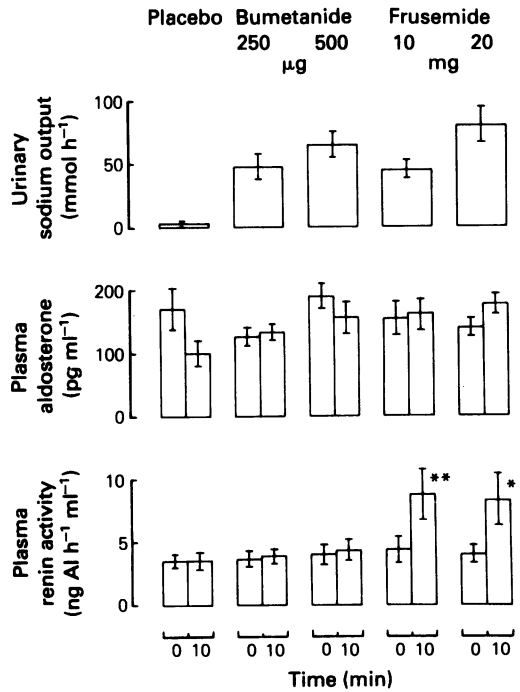 Placebo Bumetanide Frusemide
250 500 10 20
μg mg
Urinary
sodium output
(mmol h⁻¹)
100
50
0
Plasma
aldosterone
(pg ml⁻¹)
200
100
0
Plasma
renin activity
(ng AI h⁻¹ ml⁻¹)
10
5
0
** *
0 10 0 10 0 10 0 10 0 10
Time (min)